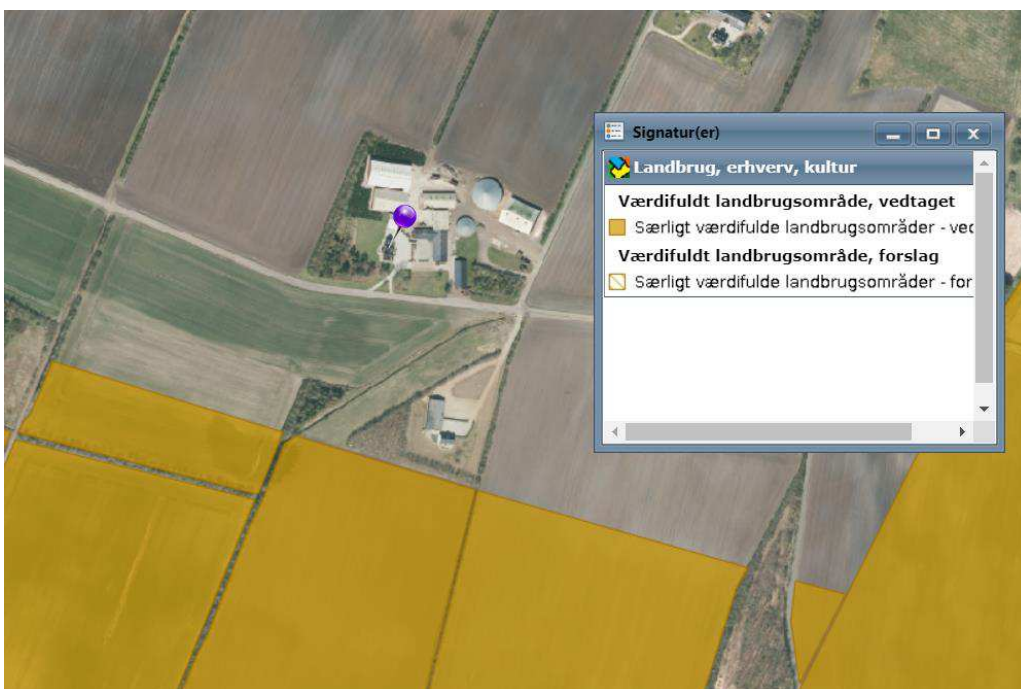 Signatur(er)
Landbrug, erhverv, kultur
Værdifuldt landbrugsområde, vedtaget
Særligt værdifulde landbrugsområder - ved
Værdifuldt landbrugsområde, forslag
Særligt værdifulde landbrugsområder - for